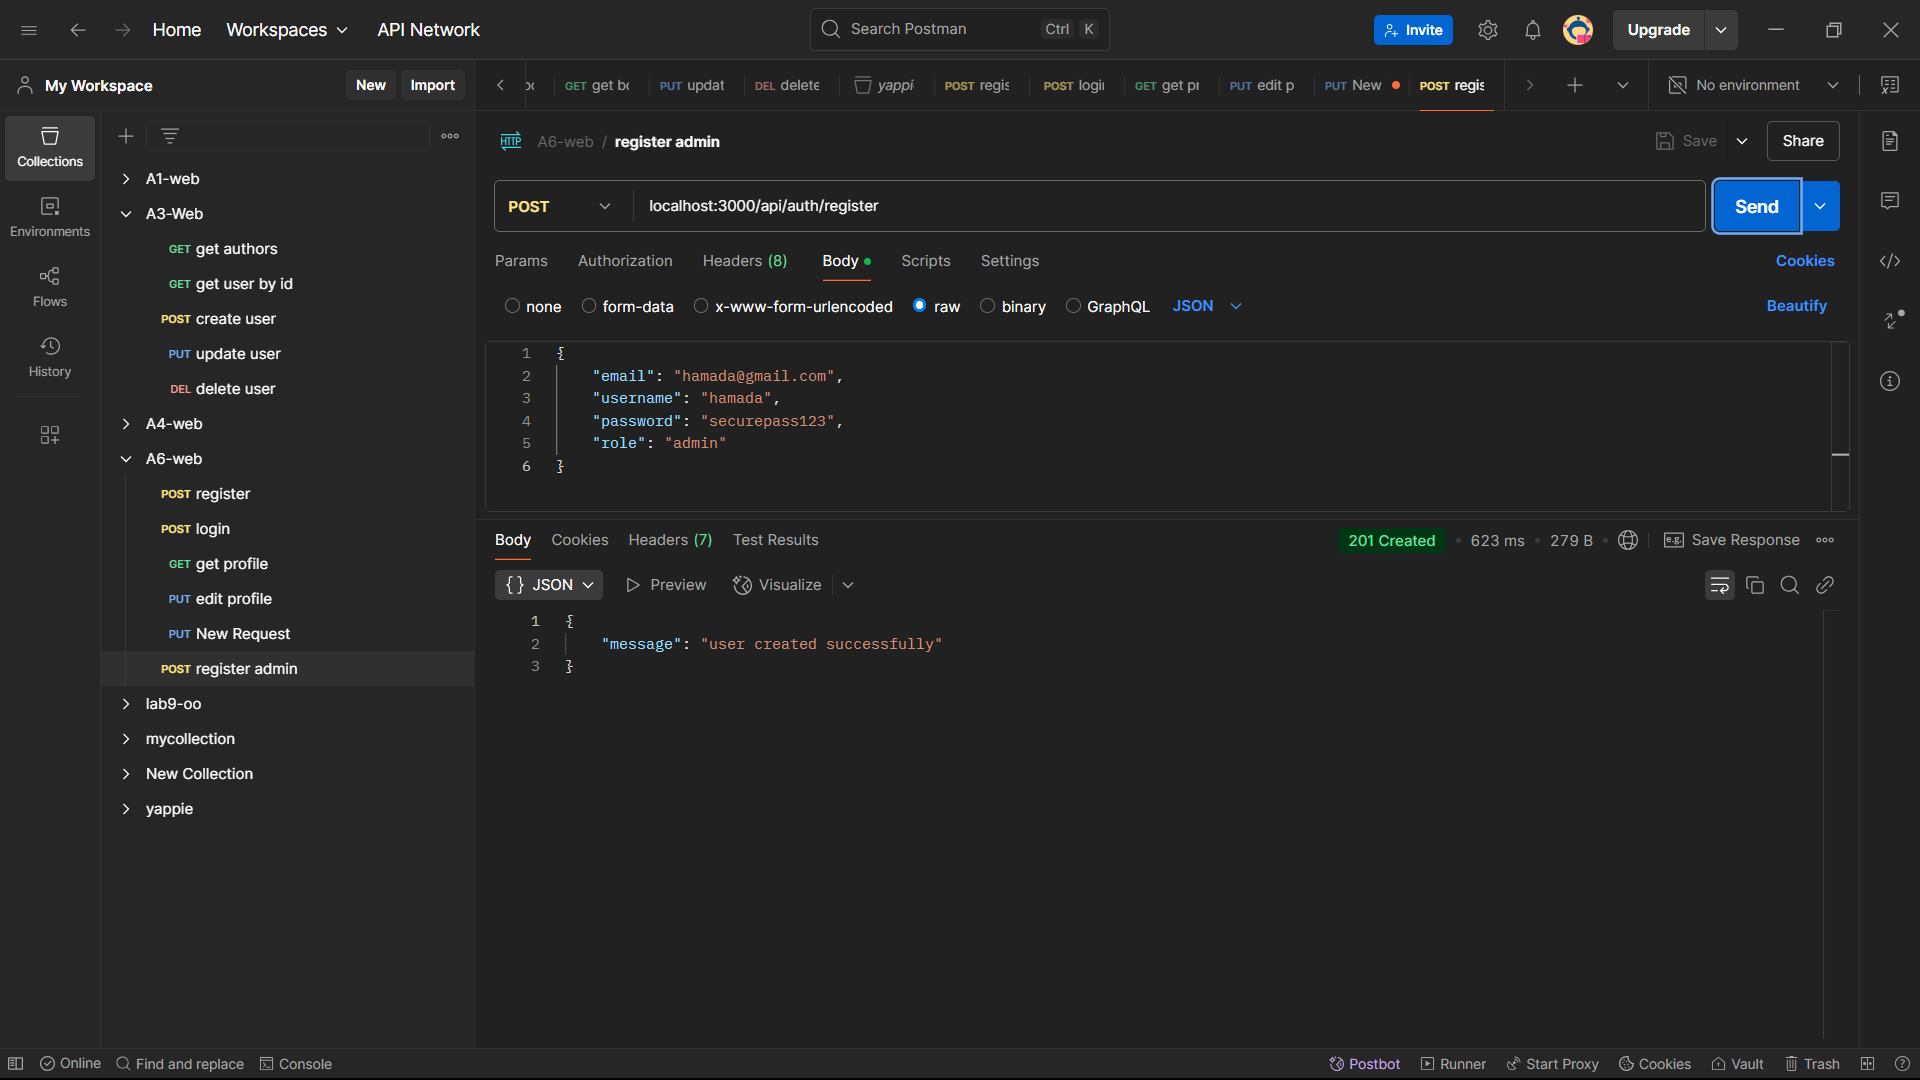 Home
Workspaces
API Network
Search Postman
Ctrl
K
Invite
Upgrade
My Workspace
New
Import
GET get bo
PUT updat
DEL delete
yappi
POST regis
POST logi
GET get pr
PUT edit p
PUT New
POST regis
No environment
Collections
Environments
Flows
History
A1-web
A3-Web
GET get authors
GET get user by id
POST create user
PUT update user
DEL delete user
A4-web
A6-web
POST register
POST login
GET get profile
PUT edit profile
PUT New Request
POST register admin
lab9-oo
mycollection
New Collection
yappie
HTTP A6-web / register admin
Save
Share
POST
localhost:3000/api/auth/register
Send
Params
Authorization
Headers (8)
Body
Scripts
Settings
Cookies
none
form-data
x-www-form-urlencoded
raw
binary
GraphQL
JSON
Beautify
1 {
2 "email": "hamada@gmail.com",
3 "username": "hamada",
4 "password": "securepass123",
5 "role": "admin"
6 }
Body
Cookies
Headers (7)
Test Results
201 Created
623 ms
279 B
e.g. Save Response
{} JSON
Preview
Visualize
1 {
2 "message": "user created successfully"
3 }
Online
Find and replace
Console
Postbot
Runner
Start Proxy
Cookies
Vault
Trash